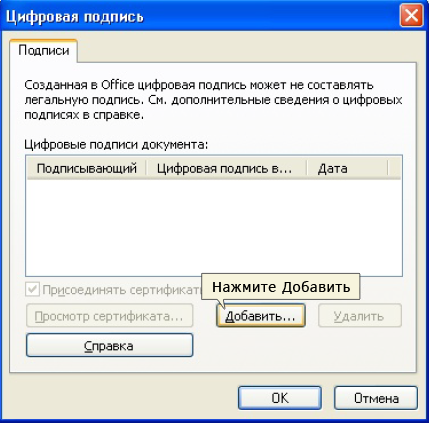 Цифровая подпись
Подписи
Созданная в Office цифровая подпись может не составлять
легальную подпись. См. дополнительные сведения о цифровых
подписях в справке.
Цифровые подписи документа:
Подписывающий Цифровая подпись в... Дата
Присоединять сертификат
Нажмите Добавить
Просмотр сертификата... Добавить... Удалить
Справка
OK Отмена